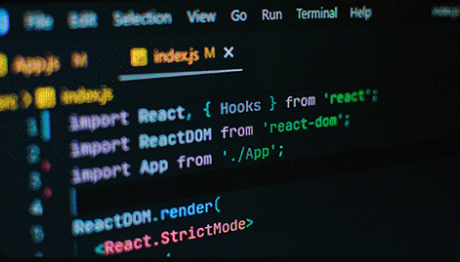 File Edit Selection View Go Run Terminal Help
App.js M index.js M ×
index.js
1 import React, { Hooks } from 'react';
2 import ReactDOM from 'react-dom';
3 import App from './App';
4
5 ReactDOM.render(
6 <React.StrictMode>